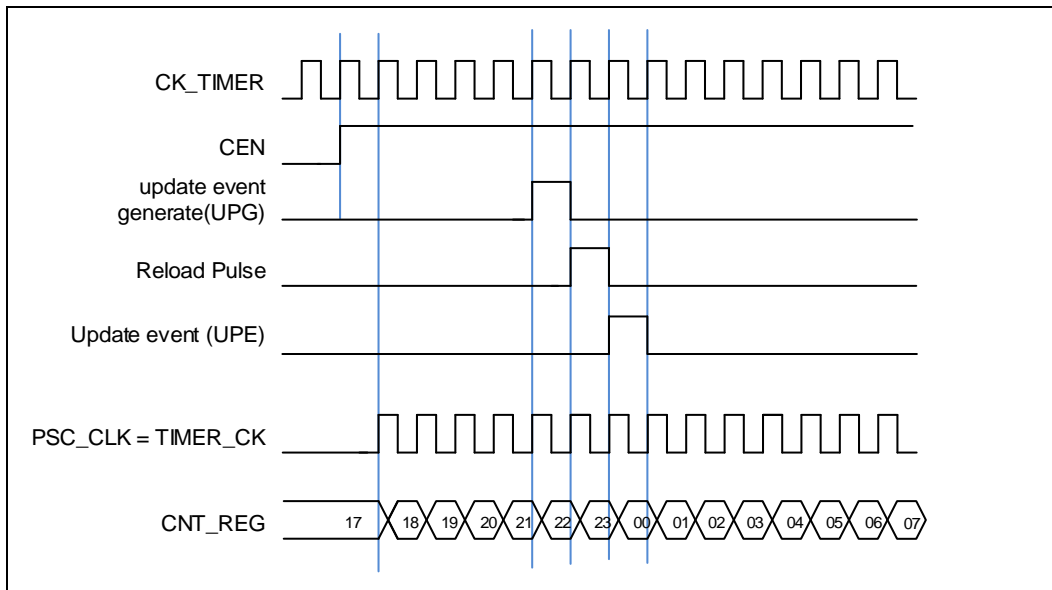 CK_TIMER
CEN
update event
generate(UPG)
Reload Pulse
Update event (UPE)
PSC_CLK = TIMER_CK
CNT_REG 17 18 19 20 21 22 23 00 01 02 03 04 05 06 07